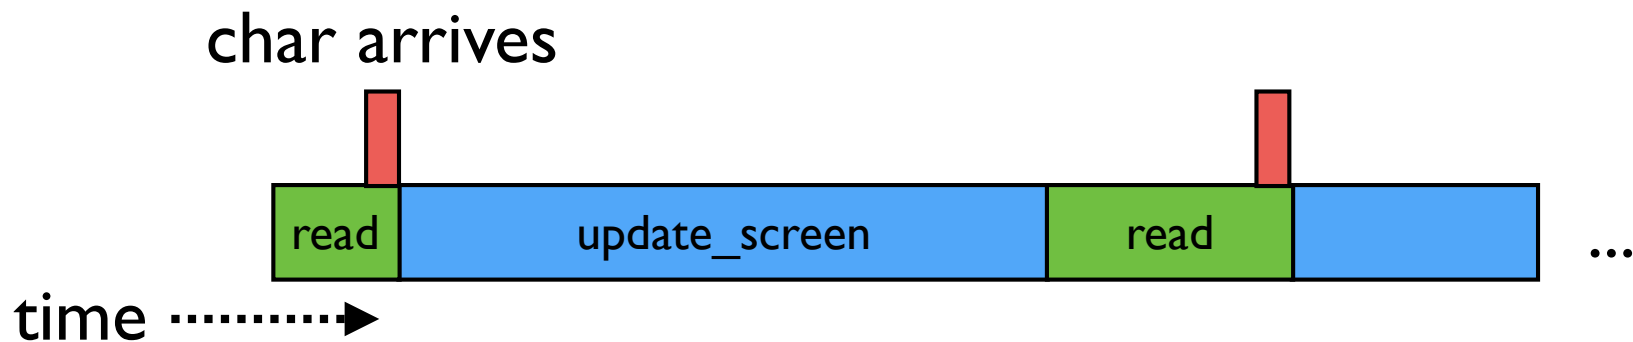 char arrives
read update_screen read ...
time